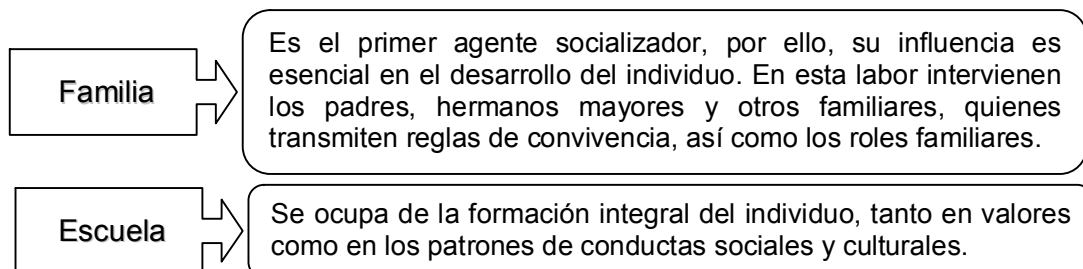 Familia
Es el primer agente socializador, por ello, su influencia es
esencial en el desarrollo del individuo. En esta labor intervienen
los padres, hermanos mayores y otros familiares, quienes
transmiten reglas de convivencia, así como los roles familiares.
Escuela
Se ocupa de la formación integral del individuo, tanto en valores
como en los patrones de conductas sociales y culturales.